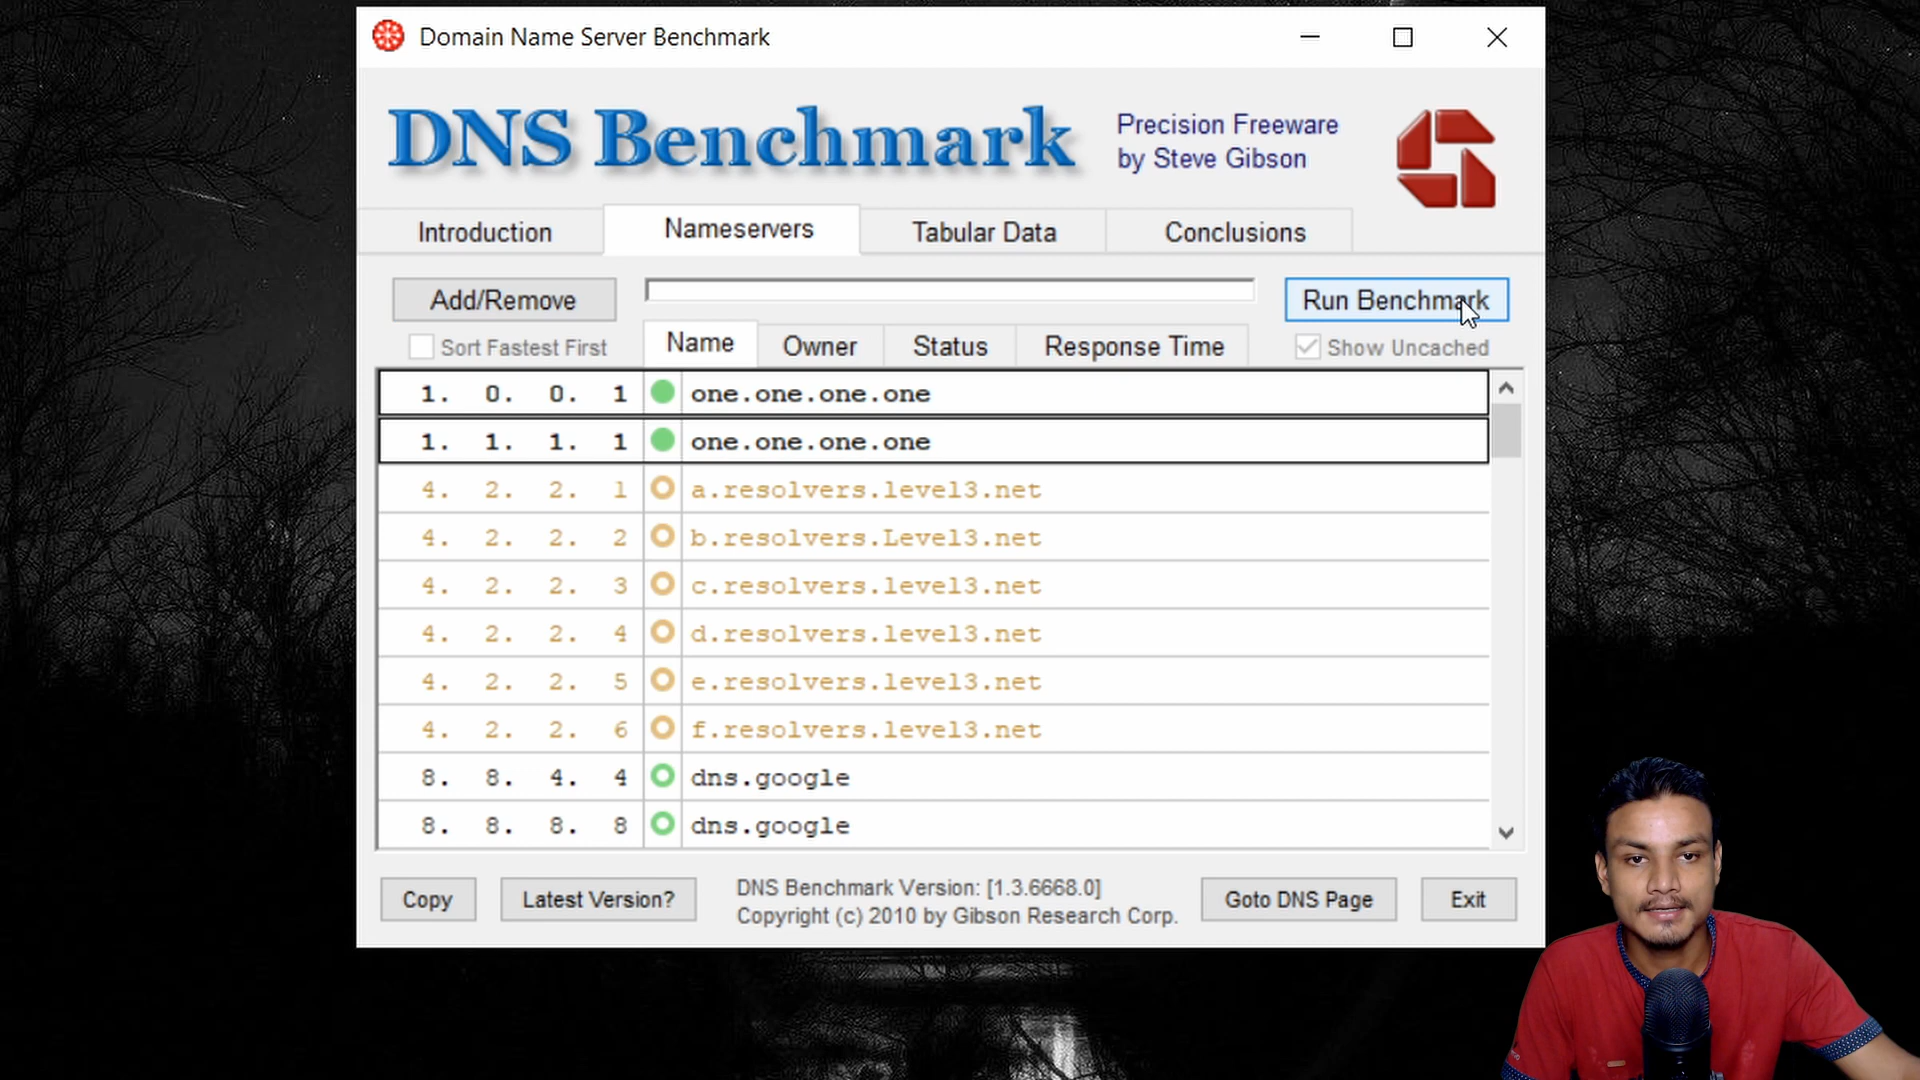 Domain Name Server Benchmark
DNS Benchmark
Precision Freeware
by Steve Gibson
Introduction
Nameservers
Tabular Data
Conclusions
Add/Remove
Run Benchmark
Sort Fastest First
Name
Owner
Status
Response Time
Show Uncached
1. 0. 0. 1 one.one.one.one
1. 1. 1. 1 one.one.one.one
4. 2. 2. 1 a.resolvers.level3.net
4. 2. 2. 2 b.resolvers.Level3.net
4. 2. 2. 3 c.resolvers.level3.net
4. 2. 2. 4 d.resolvers.level3.net
4. 2. 2. 5 e.resolvers.level3.net
4. 2. 2. 6 f.resolvers.level3.net
8. 8. 4. 4 dns.google
8. 8. 8. 8 dns.google
Copy
Latest Version?
DNS Benchmark Version: [1.3.6668.0]
Copyright (c) 2010 by Gibson Research Corp.
Goto DNS Page
Exit